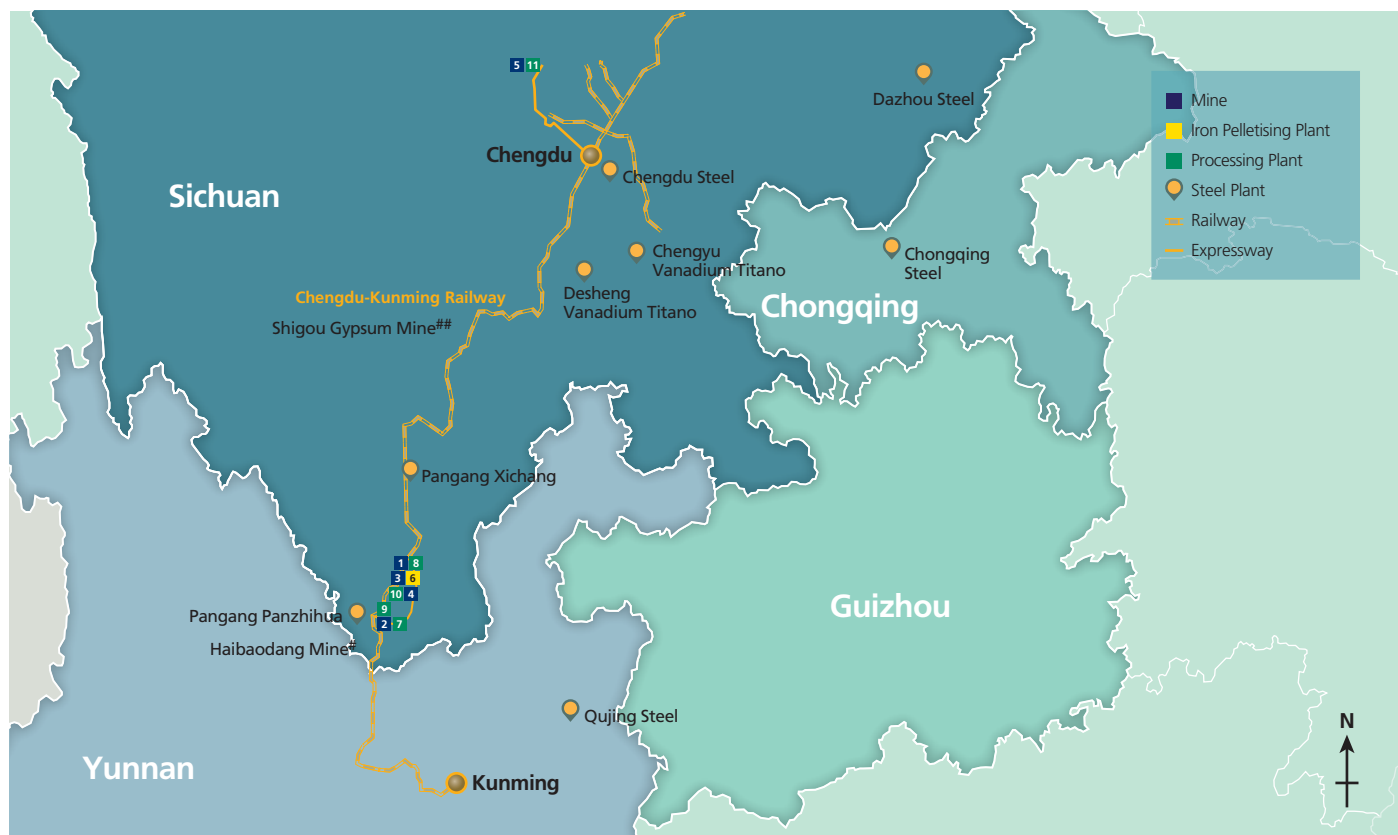 5 11
Dazhou Steel
Mine
Iron Pelletising Plant
Processing Plant
Steel Plant
Railway
Expressway
Chengdu
Chengdu Steel
Sichuan
Chengyu
Vanadium Titano
Desheng
Vanadium Titano
Chongqing
Steel
Chongqing
Chengdu-Kunming Railway
Shigou Gypsum Mine##
Pangang Xichang
1 8
3 6
10 4
9
2 7
Pangang Panzhihua
Haibaodang Mine#
Guizhou
Qujing Steel
Yunnan
Kunming
N